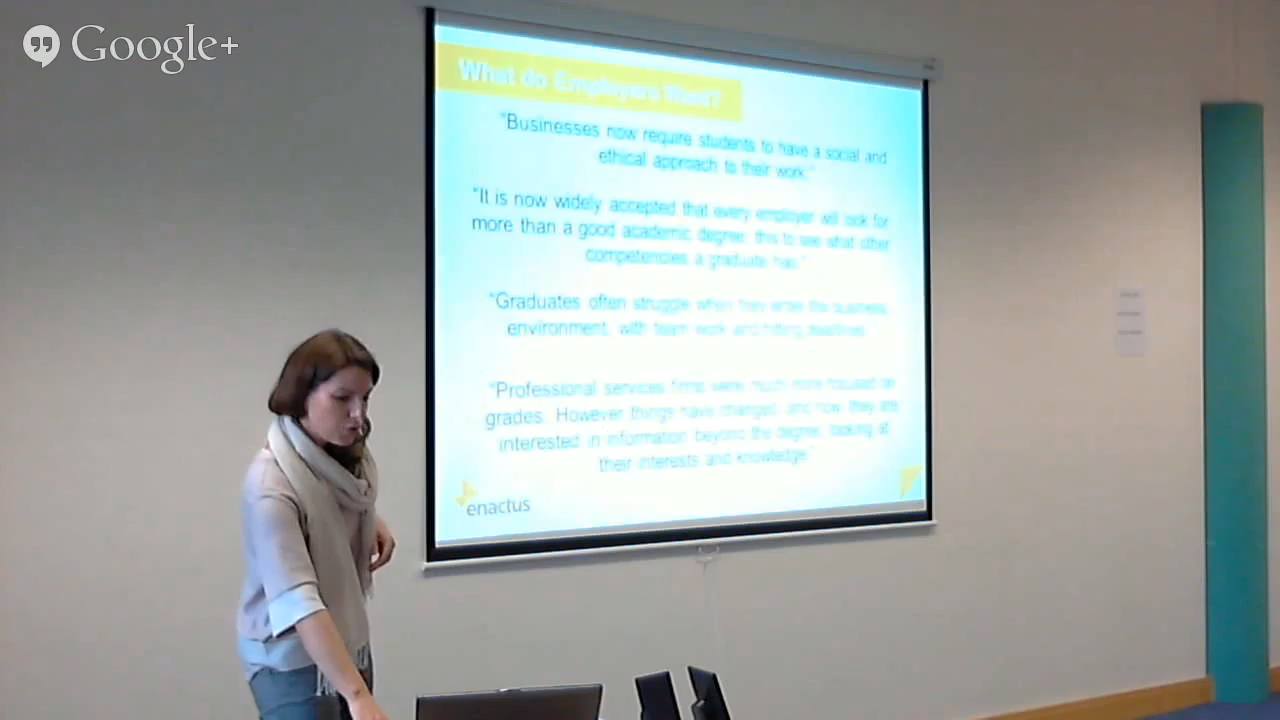 Google+
What do Employers Want?
"Businesses now require students to have a social and
ethical approach to their work."
"It is now widely accepted that every employer will look for
more than a good academic degree, this to see what other
competencies a graduate has."
"Graduates often struggle when they enter the business
environment, with team work and hitting deadlines
"Professional services firms were much more focused on
grades. However things have changed, and now they are
interested in information beyond the degree, looking at
their interests and knowledge
enactus